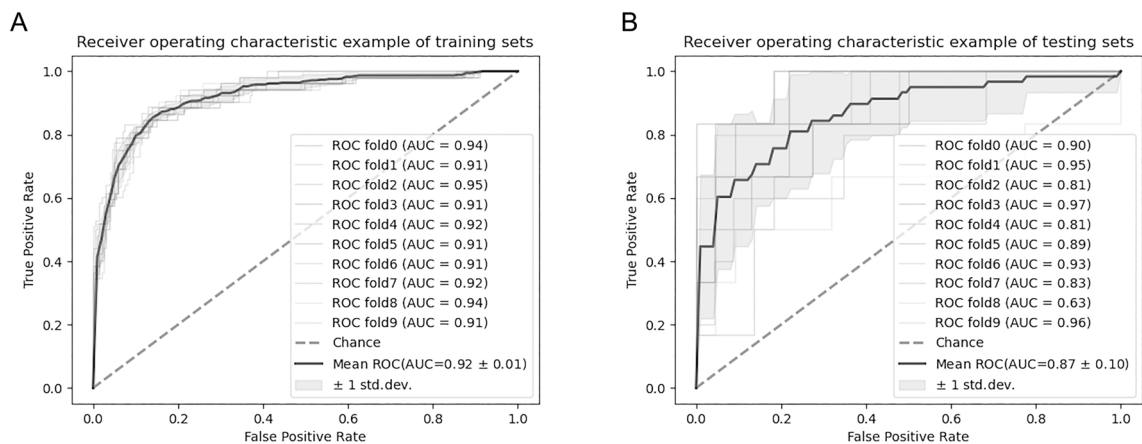 A
Receiver operating characteristic example of training sets
True Positive Rate
1.0
0.8
0.6
0.4
0.2
0.0
ROC fold0 (AUC = 0.94)
ROC fold1 (AUC = 0.91)
ROC fold2 (AUC = 0.95)
ROC fold3 (AUC = 0.91)
ROC fold4 (AUC = 0.92)
ROC fold5 (AUC = 0.91)
ROC fold6 (AUC = 0.91)
ROC fold7 (AUC = 0.92)
ROC fold8 (AUC = 0.94)
ROC fold9 (AUC = 0.91)
Chance
Mean ROC(AUC=0.92 ± 0.01)
± 1 std.dev.
0.0 0.2 0.4 0.6 0.8 1.0
False Positive Rate
B
Receiver operating characteristic example of testing sets
True Positive Rate
1.0
0.8
0.6
0.4
0.2
0.0
ROC fold0 (AUC = 0.90)
ROC fold1 (AUC = 0.95)
ROC fold2 (AUC = 0.81)
ROC fold3 (AUC = 0.97)
ROC fold4 (AUC = 0.81)
ROC fold5 (AUC = 0.89)
ROC fold6 (AUC = 0.93)
ROC fold7 (AUC = 0.83)
ROC fold8 (AUC = 0.63)
ROC fold9 (AUC = 0.96)
Chance
Mean ROC(AUC=0.87 ± 0.10)
± 1 std.dev.
0.0 0.2 0.4 0.6 0.8 1.0
False Positive Rate